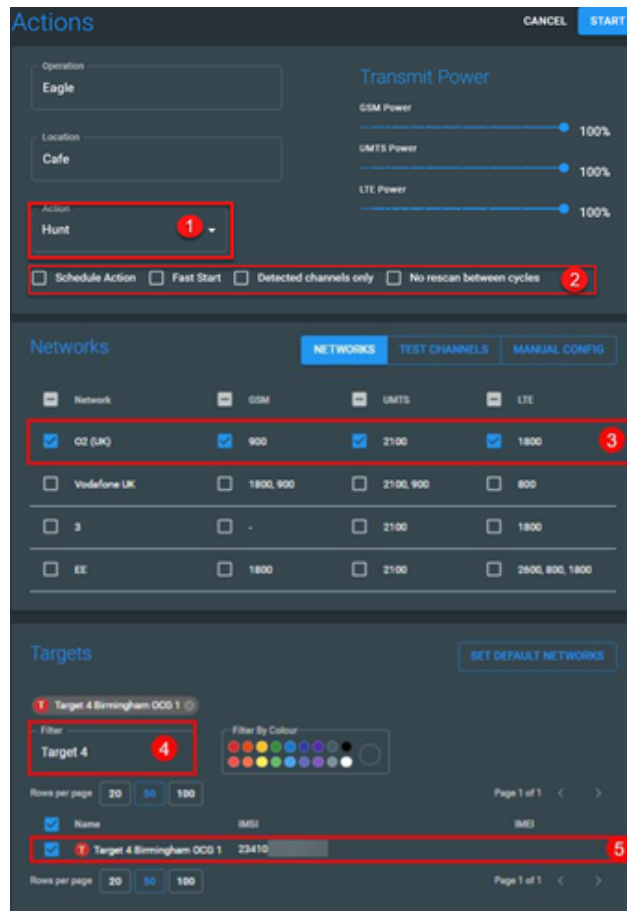 Actions CANCEL START
Operation
Eagle
Transmit Power
GSM Power
100%
Location
Cafe
UMTS Power
100%
LTE Power
100%
Action
Hunt 1
Schedule Action Fast Start Detected channels only No rescan between cycles 2
Networks NETWORKS TEST CHANNELS MANUAL CONFIG
Network GSM UMTS LTE
O2 (UK) 900 2100 1800 3
Vodafone UK 1800, 900 2100, 900 800
3 - 2100 1800
EE 1800 2100 2600, 800, 1800
Targets SET DEFAULT NETWORKS
T Target 4 Birmingham OCG 1
Filter Filter By Colour
Target 4 4
Rows per page 20 50 100 Page 1 of 1 < >
Name IMSI IMEI
T Target 4 Birmingham OCG 1 23410 5
Rows per page 20 50 100 Page 1 of 1 < >